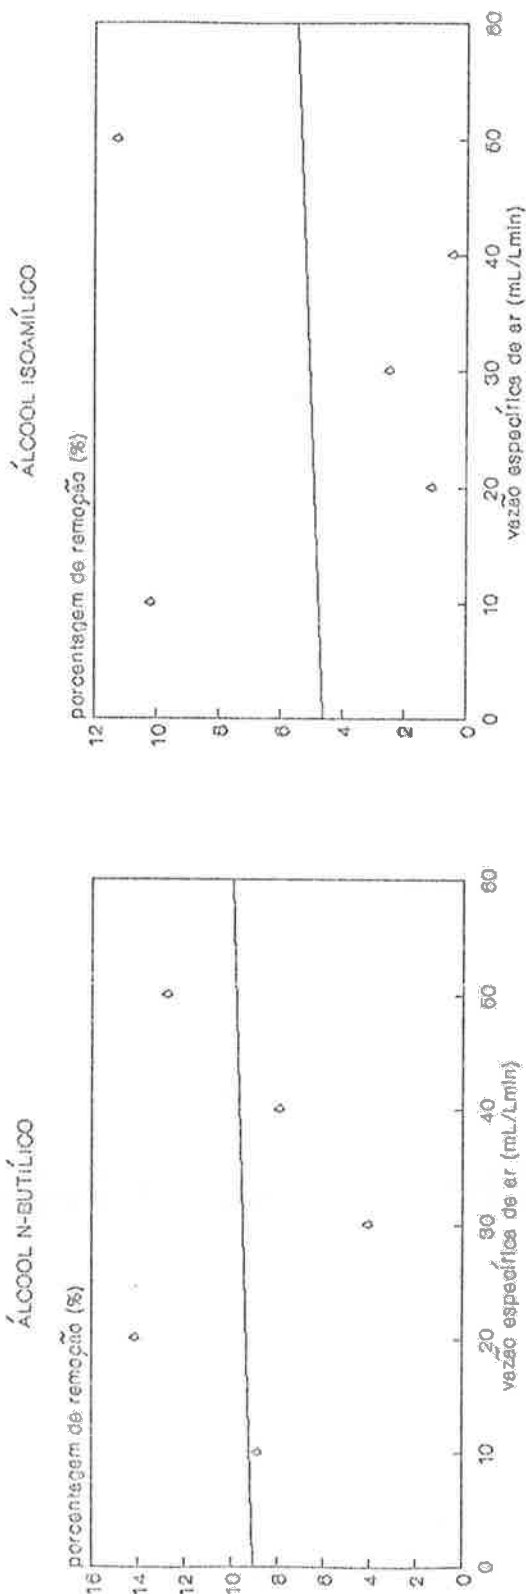 ÁLCOOL N-BUTÍLICO
porcentagem de remoção (%)
16
14
12
10
8
6
4
2
0
0 10 20 30 40 50 60
vazão específica de ar (mL/Lmin)
ÁLCOOL ISOAMÍLICO
porcentagem de remoção (%)
12
10
8
6
4
2
0
0 10 20 30 40 50 60
vazão específica de ar (mL/Lmin)